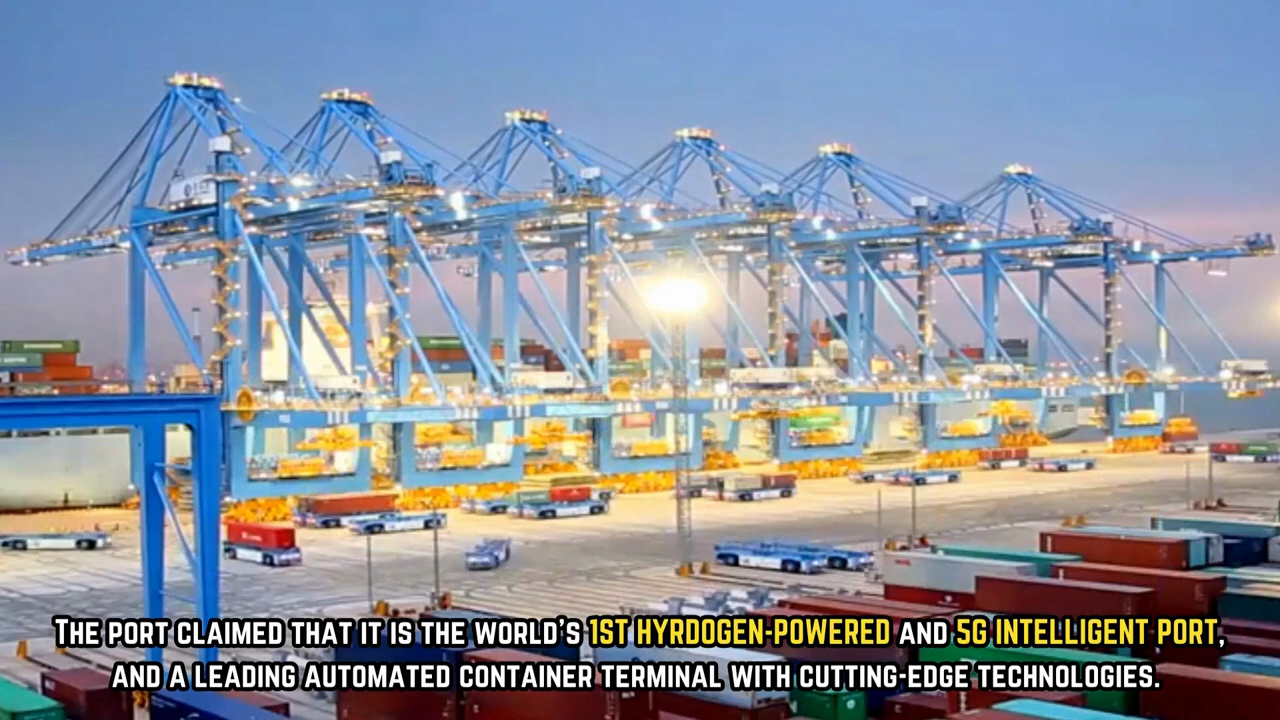 The port claimed that it is the world's 1st hyrdogen-powered and 5G intelligent port,
and a leading automated container terminal with cutting-edge technologies.